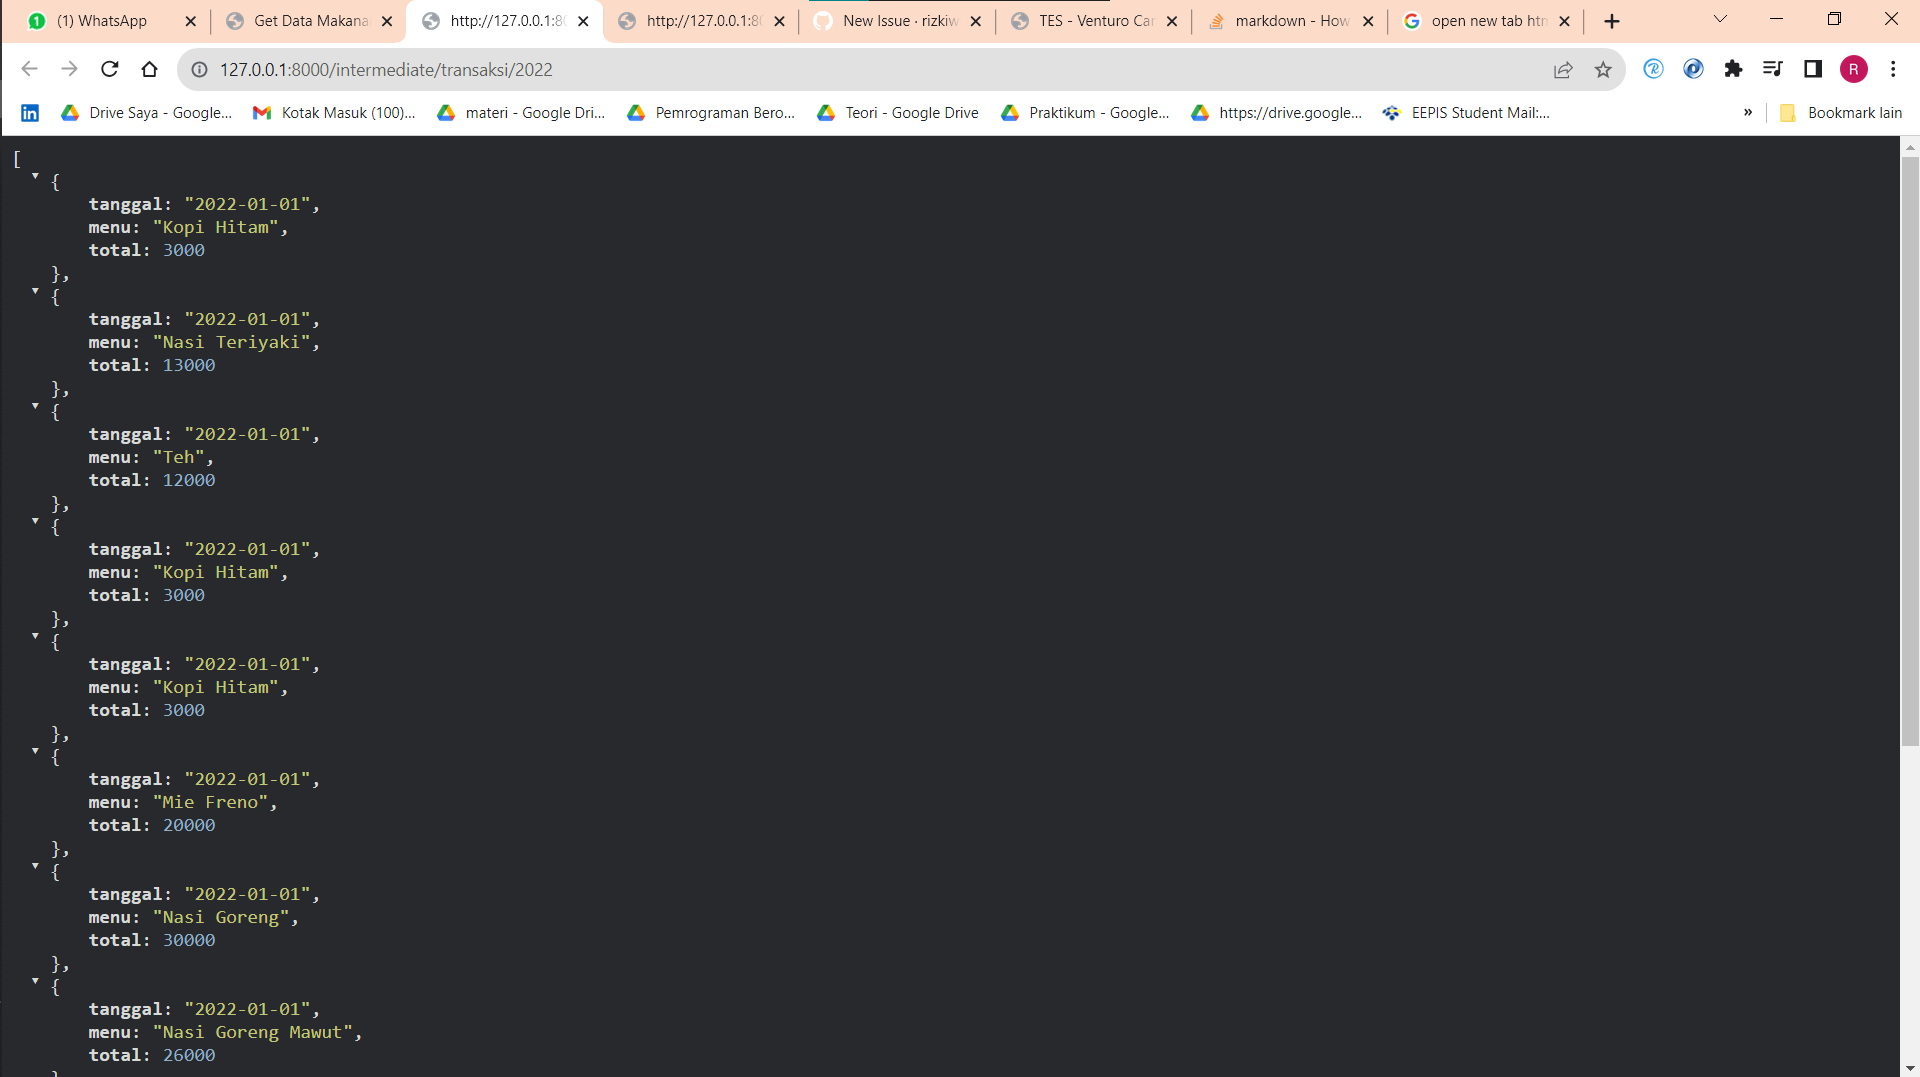 (1) WhatsApp
Get Data Makana
http://127.0.0.1:80
http://127.0.0.1:80
New Issue · rizkiw
TES - Venturo Car
markdown - How
open new tab htm
127.0.0.1:8000/intermediate/transaksi/2022
R
R
Drive Saya - Google...
Kotak Masuk (100)...
materi - Google Dri...
Pemrograman Bero...
Teori - Google Drive
Praktikum - Google...
https://drive.google...
EEPIS Student Mail:...
»
Bookmark lain
[
{
tanggal: "2022-01-01",
menu: "Kopi Hitam",
total: 3000
},
{
tanggal: "2022-01-01",
menu: "Nasi Teriyaki",
total: 13000
},
{
tanggal: "2022-01-01",
menu: "Teh",
total: 12000
},
{
tanggal: "2022-01-01",
menu: "Kopi Hitam",
total: 3000
},
{
tanggal: "2022-01-01",
menu: "Kopi Hitam",
total: 3000
},
{
tanggal: "2022-01-01",
menu: "Mie Freno",
total: 20000
},
{
tanggal: "2022-01-01",
menu: "Nasi Goreng",
total: 30000
},
{
tanggal: "2022-01-01",
menu: "Nasi Goreng Mawut",
total: 26000